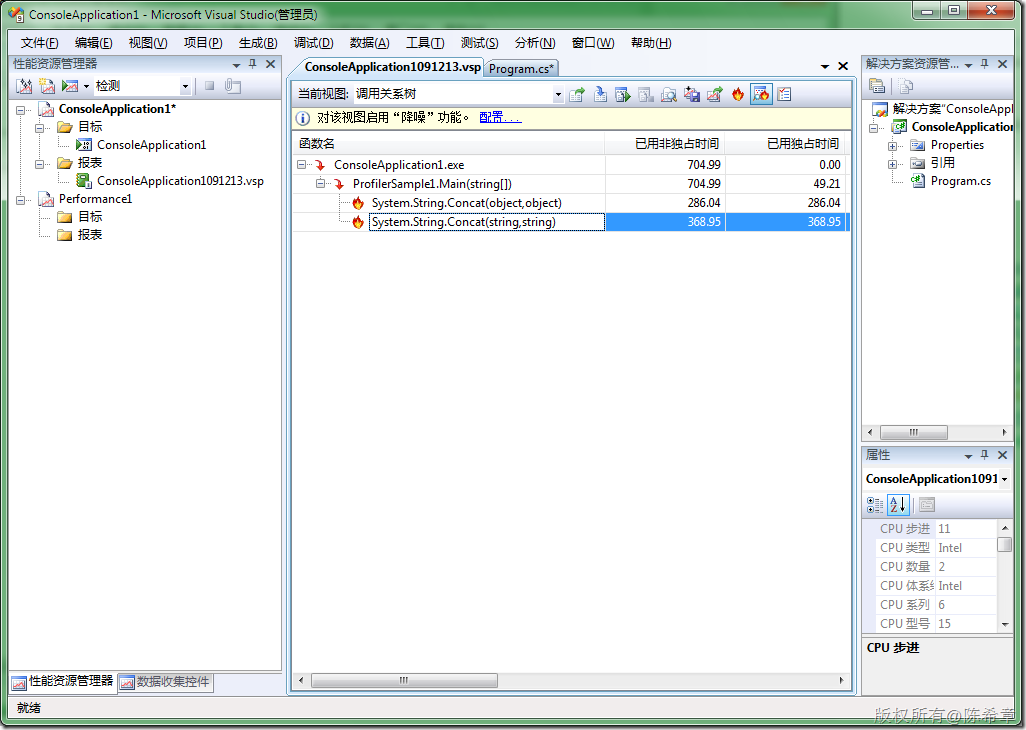 ConsoleApplication1 - Microsoft Visual Studio(管理员)
文件(F) 编辑(E) 视图(V) 项目(P) 生成(B) 调试(D) 数据(A) 工具(T) 测试(S) 分析(N) 窗口(W) 帮助(H)
性能资源管理器
检测
ConsoleApplication1*
目标
ConsoleApplication1
报表
ConsoleApplication1091213.vsp
Performance1
目标
报表
性能资源管理器 数据收集控件
ConsoleApplication1091213.vsp Program.cs*
当前视图: 调用关系树
对该视图启用“降噪”功能。 配置...
函数名 已用非独占时间 已用独占时间
ConsoleApplication1.exe 704.99 0.00
ProfilerSample1.Main(string[]) 704.99 49.21
System.String.Concat(object,object) 286.04 286.04
System.String.Concat(string,string) 368.95 368.95
解决方案资源管...
解决方案"ConsoleAppl
ConsoleApplication
Properties
引用
Program.cs
属性
ConsoleApplication1091
CPU 步进 11
CPU 类型 Intel
CPU 数量 2
CPU 体系 Intel
CPU 系列 6
CPU 型号 15
CPU 步进
就绪
版权所有@陈希章